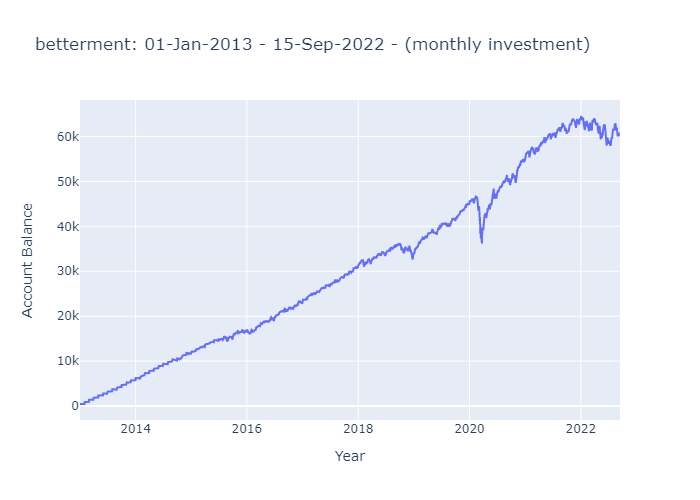 betterment: 01-Jan-2013 - 15-Sep-2022 - (monthly investment)
Account Balance
60k
50k
40k
30k
20k
10k
0
2014 2016 2018 2020 2022
Year